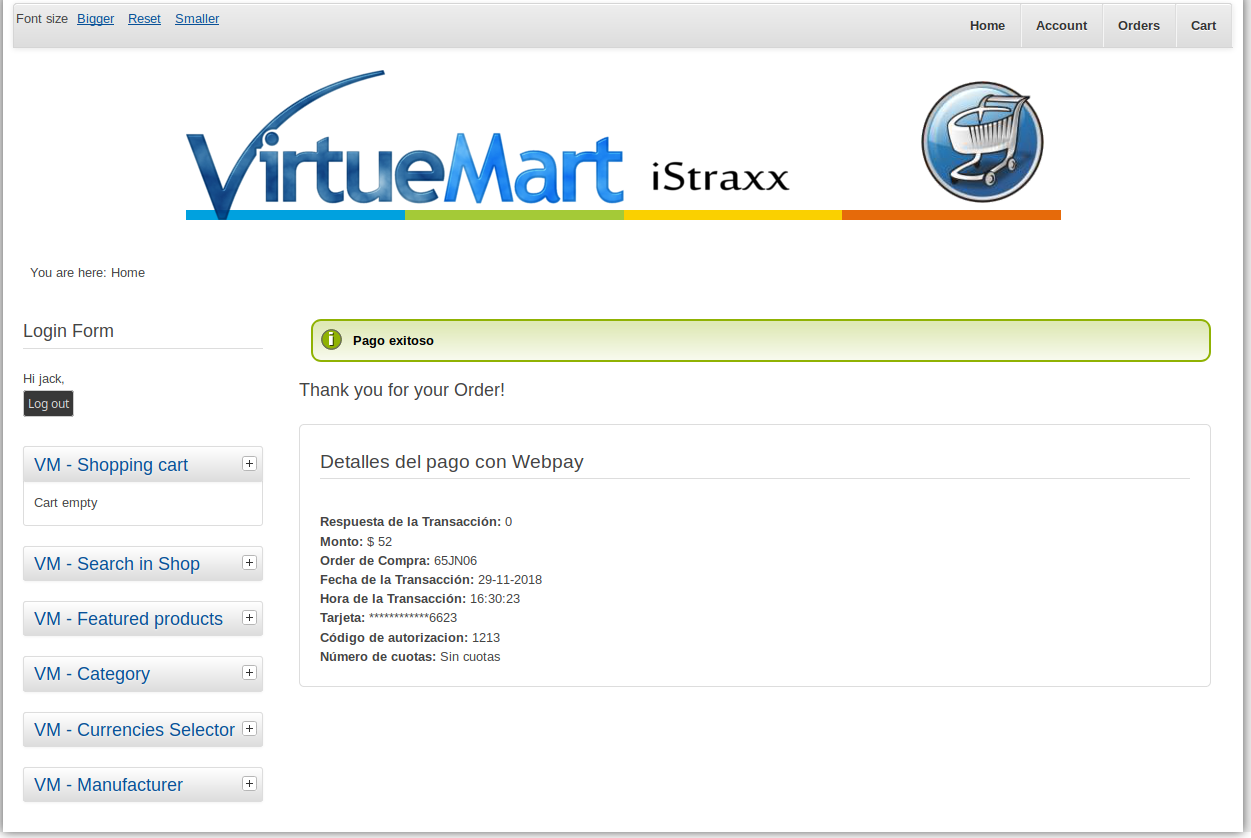 Font size Bigger Reset Smaller
Home Account Orders Cart
VirtueMart iStraxx
You are here: Home
Login Form
Hi jack,
Log out
VM - Shopping cart
Cart empty
VM - Search in Shop
VM - Featured products
VM - Category
VM - Currencies Selector
VM - Manufacturer
Pago exitoso
Thank you for your Order!
Detalles del pago con Webpay
Respuesta de la Transacción: 0
Monto: $ 52
Order de Compra: 65JN06
Fecha de la Transacción: 29-11-2018
Hora de la Transacción: 16:30:23
Tarjeta: ************6623
Código de autorizacion: 1213
Número de cuotas: Sin cuotas